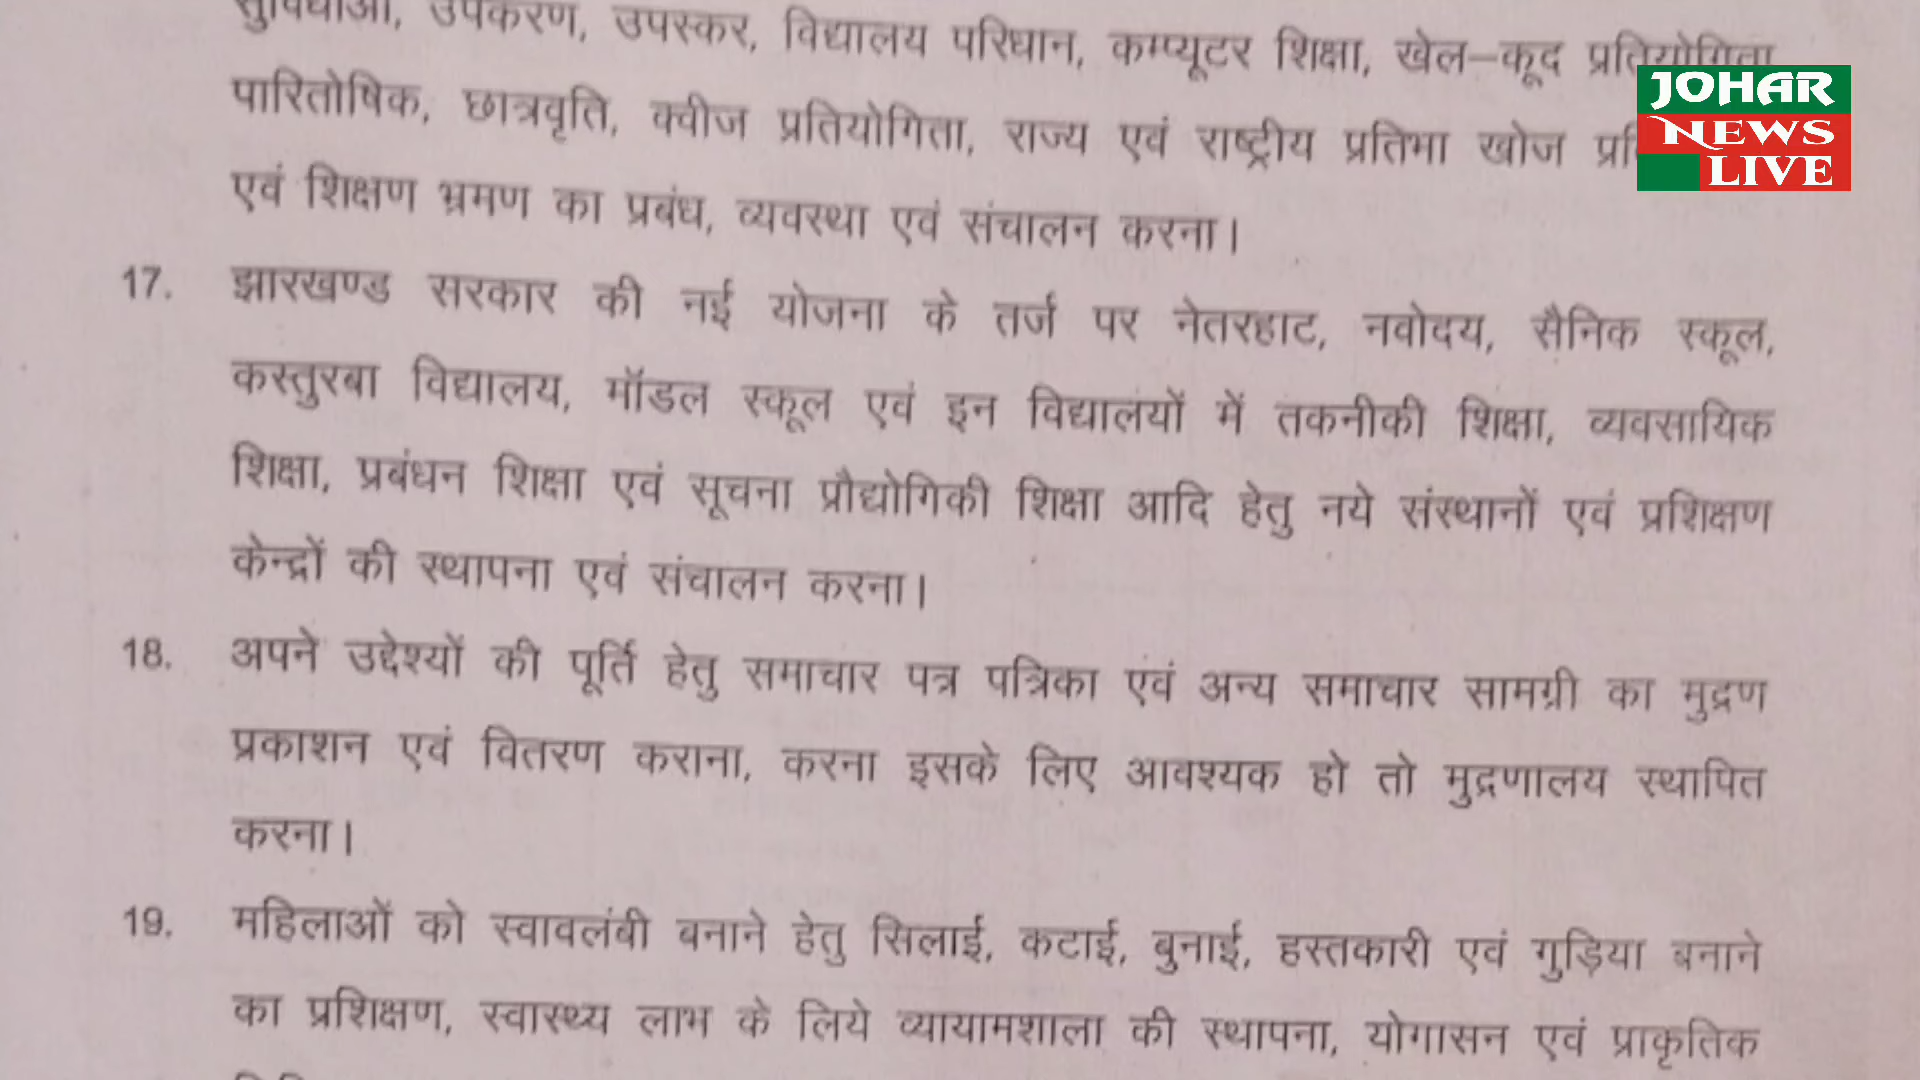 सुविधाओं, उपकरण, उपस्कर, विद्यालय परिधान, कम्प्यूटर शिक्षा, खेल–कूद प्रतियोगिता
पारितोषिक, छात्रवृति, क्वीज प्रतियोगिता, राज्य एवं राष्ट्रीय प्रतिभा खोज
एवं शिक्षण भ्रमण का प्रबंध, व्यवस्था एवं संचालन करना।
17. झारखण्ड सरकार की नई योजना के तर्ज पर नेतरहाट, नवोदय, सैनिक स्कूल,
कस्तुरबा विद्यालय, मॉडल स्कूल एवं इन विद्यालयों में तकनीकी शिक्षा, व्यवसायिक
शिक्षा, प्रबंधन शिक्षा एवं सूचना प्रौद्योगिकी शिक्षा आदि हेतु नये संस्थानों एवं प्रशिक्षण
केन्द्रों की स्थापना एवं संचालन करना।
18. अपने उद्देश्यों की पूर्ति हेतु समाचार पत्र पत्रिका एवं अन्य समाचार सामग्री का मुद्रण
प्रकाशन एवं वितरण कराना, करना इसके लिए आवश्यक हो तो मुद्रणालय स्थापित
करना।
19. महिलाओं को स्वावलंबी बनाने हेतु सिलाई, कटाई, बुनाई, हस्तकारी एवं गुड़िया बनाने
का प्रशिक्षण, स्वास्थ्य लाभ के लिये व्यायामशाला की स्थापना, योगासन एवं प्राकृतिक
JOHAR
NEWS
LIVE